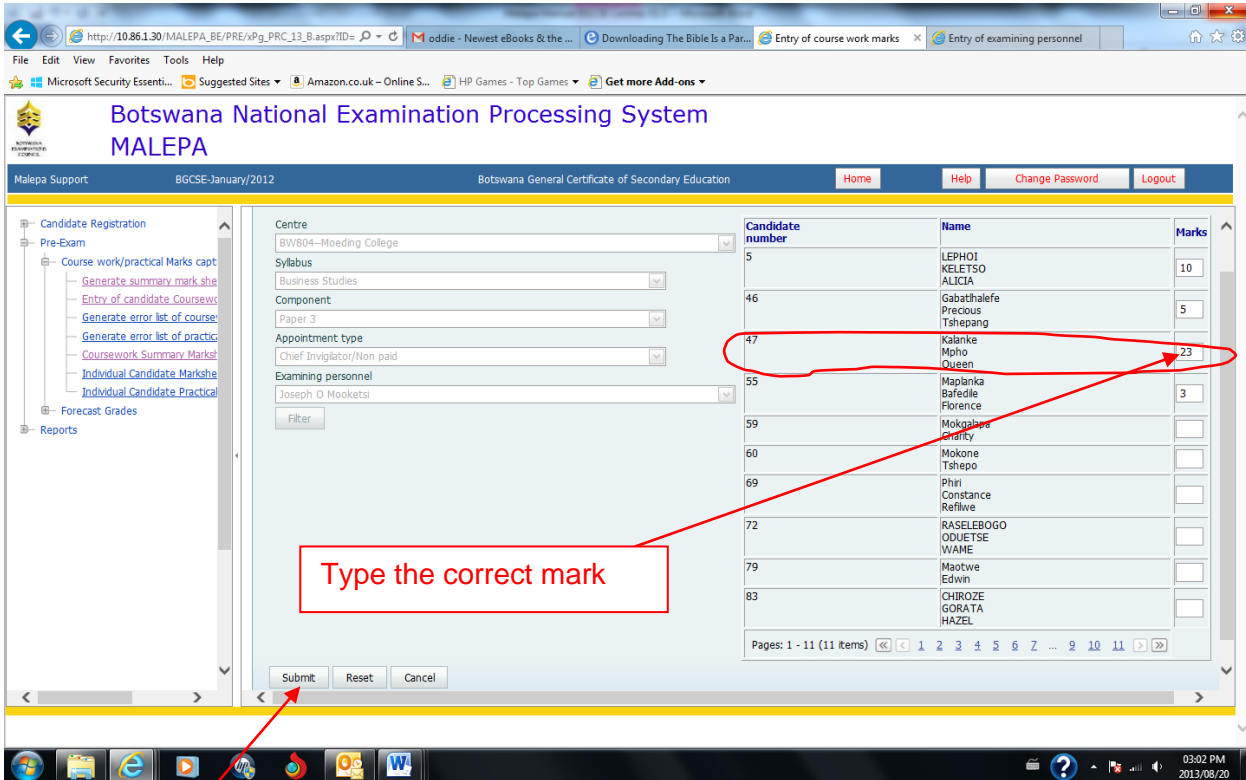 http://10.86.1.30/MALEPA_BE/PRE/xPg_PRC_13_B.aspx?ID=
oddie - Newest eBooks & the ...
Downloading The Bible Is a Par...
Entry of course work marks
Entry of examining personnel
File Edit View Favorites Tools Help
Microsoft Security Essenti... Suggested Sites Amazon.co.uk – Online S... HP Games - Top Games Get more Add-ons
Botswana National Examination Processing System
MALEPA
BOTSWANA
EXAMINATIONS
COUNCIL
Malepa Support BGCSE-January/2012 Botswana General Certificate of Secondary Education Home Help Change Password Logout
Candidate Registration
Pre-Exam
Course work/practical Marks capt
Generate summary mark she
Entry of candidate Coursewo
Generate error list of course
Generate error list of practic
Coursework Summary Marksh
Individual Candidate Markshe
Individual Candidate Practical
Forecast Grades
Reports
Centre
BW804--Moeding College
Syllabus
Business Studies
Component
Paper 3
Appointment type
Chief Invigilator/Non paid
Examining personnel
Joseph O Mooketsi
Filter
Candidate number Name Marks
5 LEPHOI KELETSO ALICIA 10
46 Gabatlhalefe Precious Tshepang 5
47 Kalanke Mpho Queen 23
55 Maplanka Bafedile Florence 3
59 Mokgalapa Charity
60 Mokone Tshepo
69 Phiri Constance Refilwe
72 RASELEBOGO ODUETSE WAME
79 Maotwe Edwin
83 CHIROZE GORATA HAZEL
Pages: 1 - 11 (11 items) 1 2 3 4 5 6 7 ... 9 10 11
Type the correct mark
Submit Reset Cancel
03:02 PM
2013/08/20